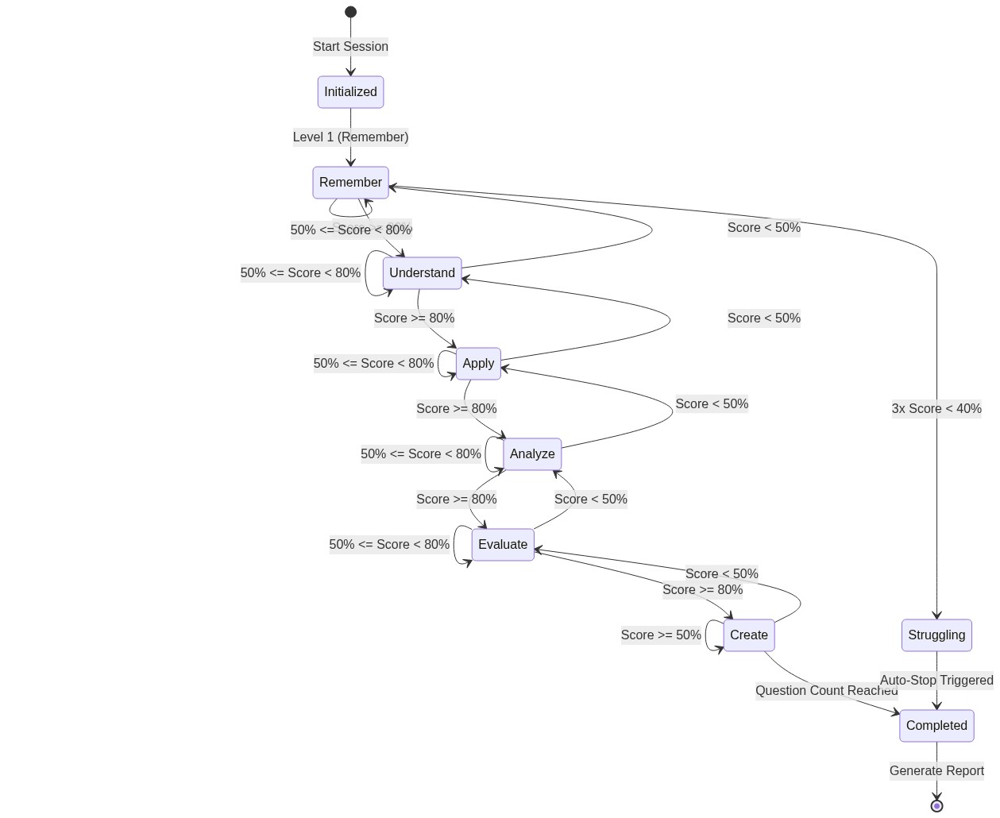 Start Session
Initialized
Level 1 (Remember)
Remember
50% <= Score < 80%
Score < 50%
50% <= Score < 80%
Understand
Score >= 80%
Score < 50%
50% <= Score < 80%
Apply
Score >= 80%
Score < 50%
3x Score < 40%
50% <= Score < 80%
Analyze
Score >= 80%
Score < 50%
50% <= Score < 80%
Evaluate
Score < 50%
Score >= 80%
Score >= 50%
Create
Struggling
Auto-Stop Triggered
Question Count Reached
Completed
Generate Report